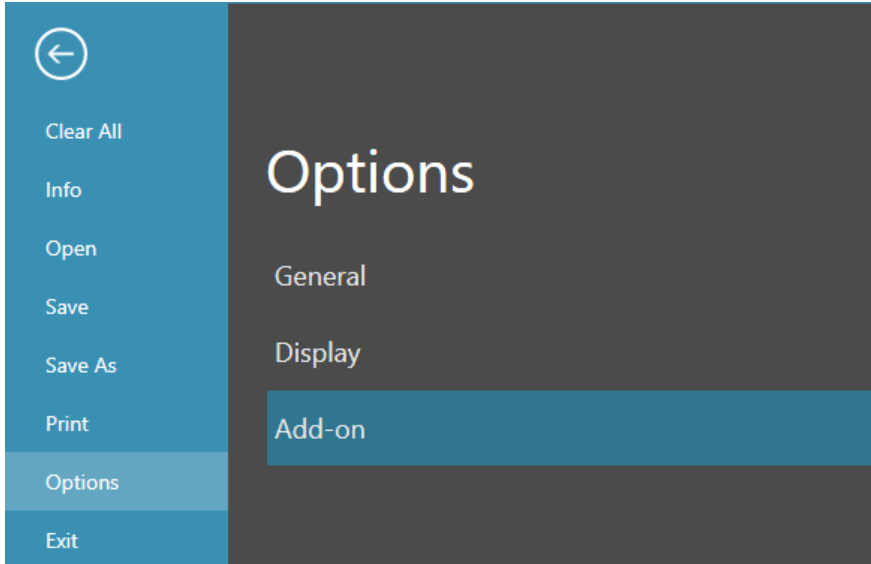 Clear All
Info
Open
Save
Save As
Print
Options
Exit
Options
General
Display
Add-on